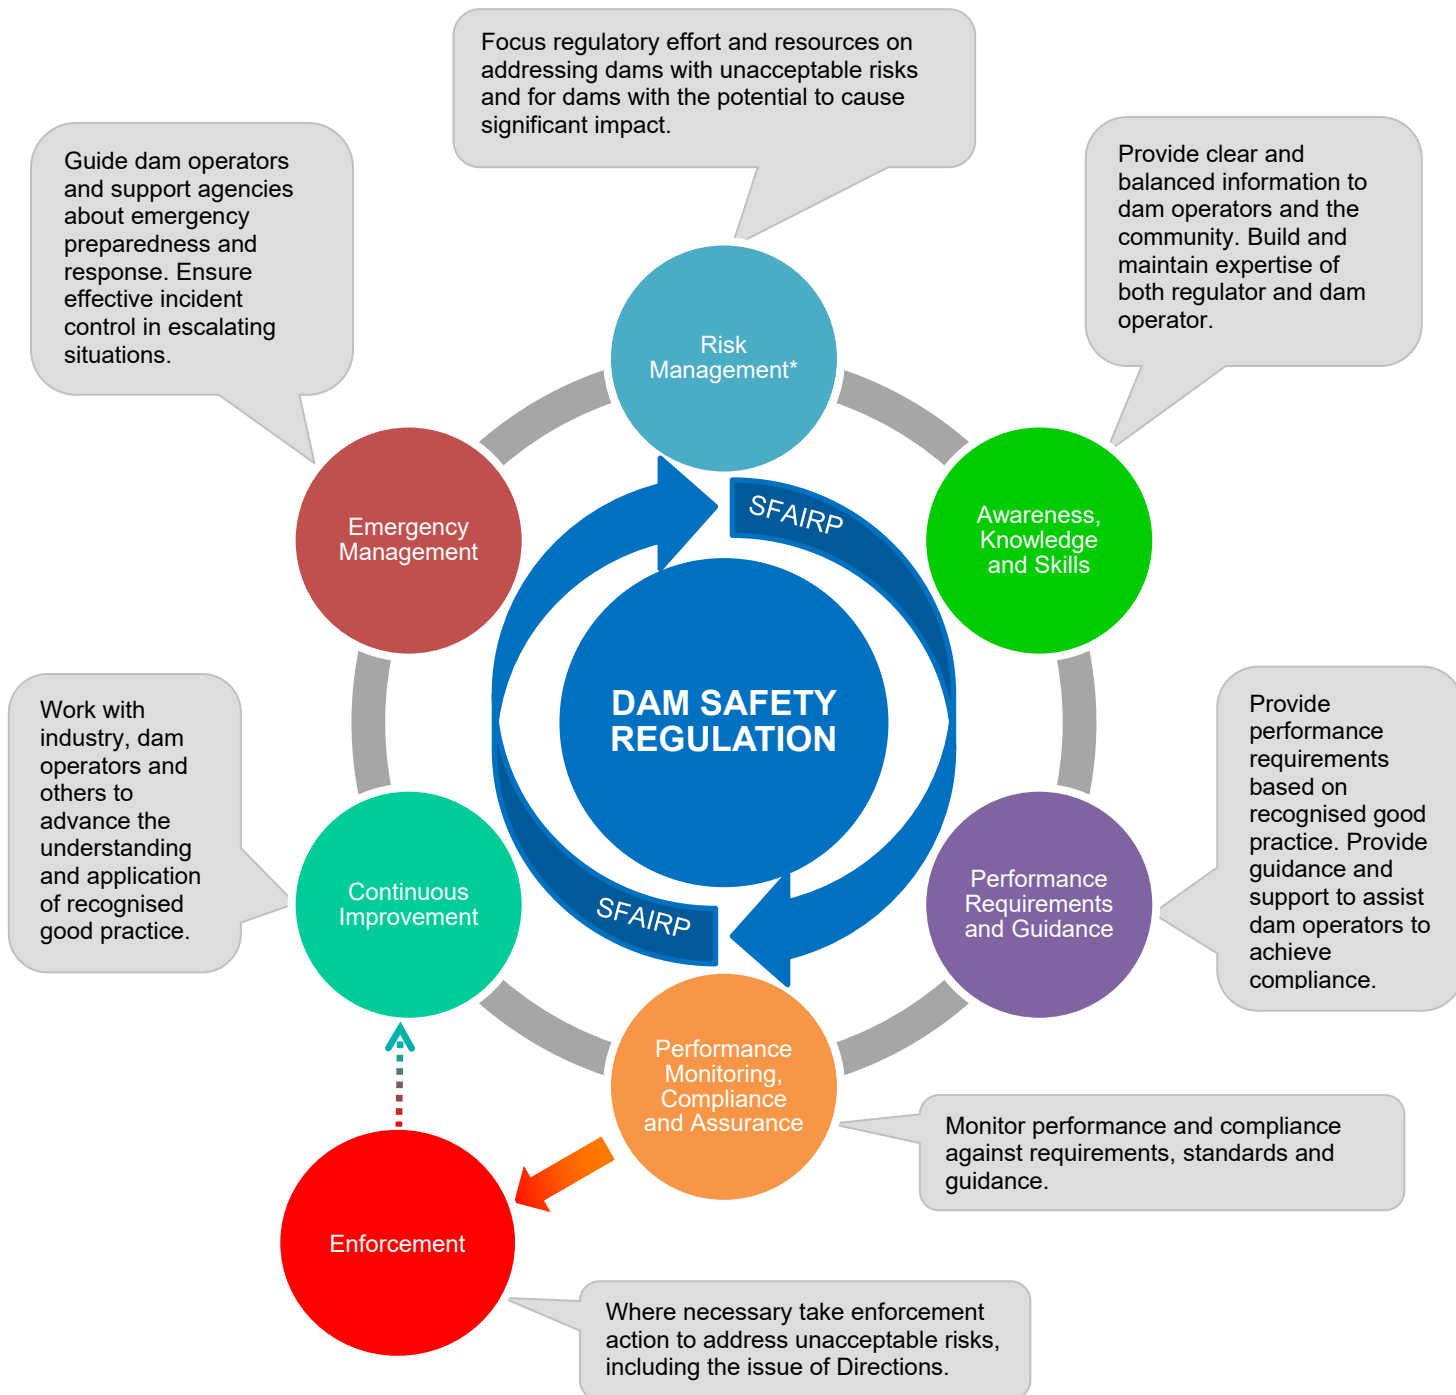 Focus regulatory effort and resources on
addressing dams with unacceptable risks
and for dams with the potential to cause
significant impact.
Guide dam operators
and support agencies
about emergency
preparedness and
response. Ensure
effective incident
control in escalating
situations.
Provide clear and
balanced information to
dam operators and the
community. Build and
maintain expertise of
both regulator and dam
operator.
Risk
Management*
Emergency
Management
SFAIRP
Awareness,
Knowledge
and Skills
DAM SAFETY
REGULATION
Work with
industry, dam
operators and
others to
advance the
understanding
and application
of recognised
good practice.
Provide
performance
requirements
based on
recognised good
practice. Provide
guidance and
support to assist
dam operators to
achieve
compliance.
Continuous
Improvement
SFAIRP
Performance
Requirements
and Guidance
Performance
Monitoring,
Compliance
and Assurance
Monitor performance and compliance
against requirements, standards and
guidance.
Enforcement
Where necessary take enforcement
action to address unacceptable risks,
including the issue of Directions.